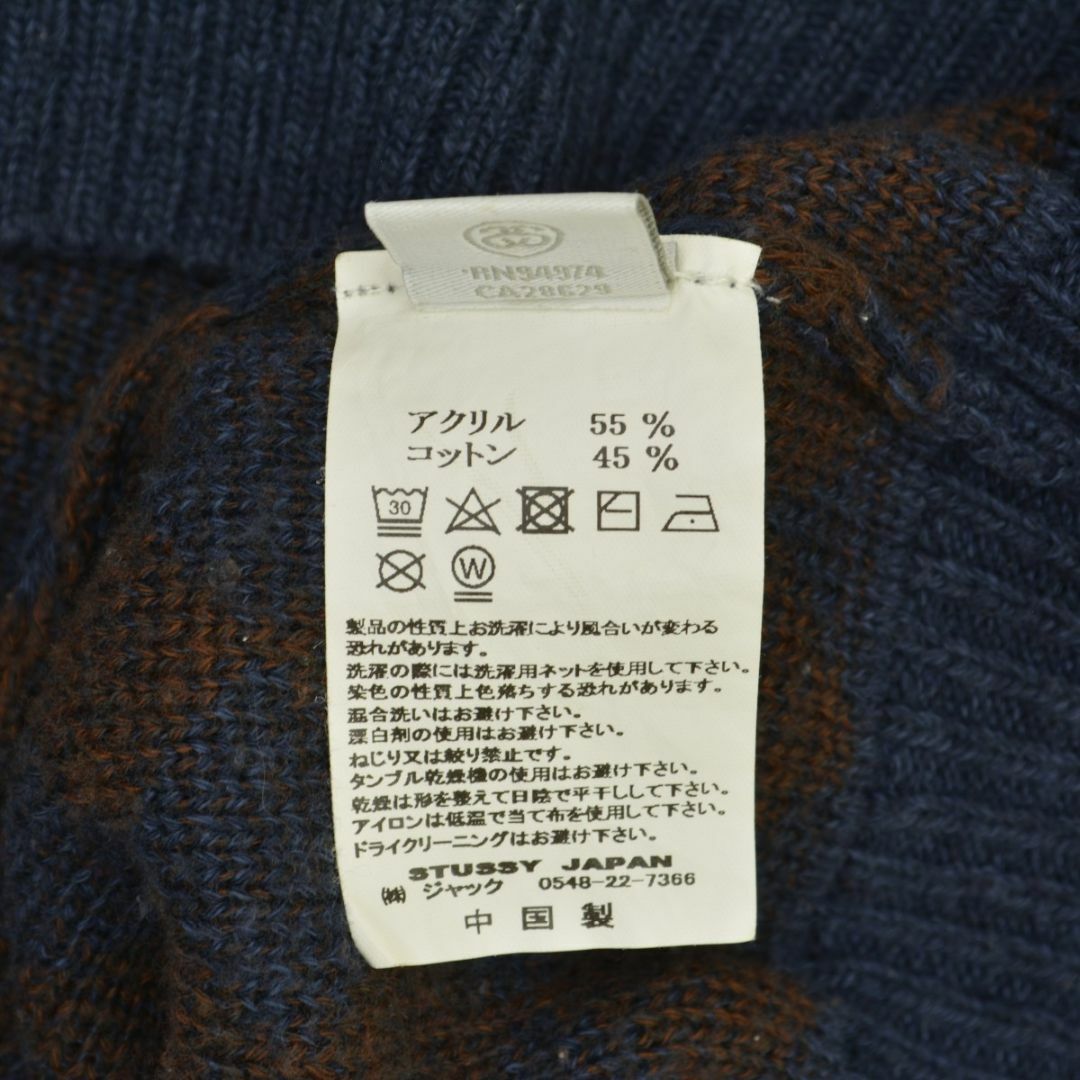 RN94974
CA28629
アクリル 55 %
コットン 45 %
30
W
製品の性質上お洗濯により風合いが変わる
恐れがあります。
洗濯の際には洗濯用ネットを使用して下さい。
染色の性質上色落ちする恐れがあります。
混合洗いはお避け下さい。
漂白剤の使用はお避け下さい。
ねじり又は絞り禁止です。
タンブル乾燥機の使用はお避け下さい。
乾燥は形を整えて日陰で平干しして下さい。
アイロンは低温で当て布を使用して下さい。
ドライクリーニングはお避け下さい。
STUSSY JAPAN
㈱ ジャック 0548-22-7366
中国製